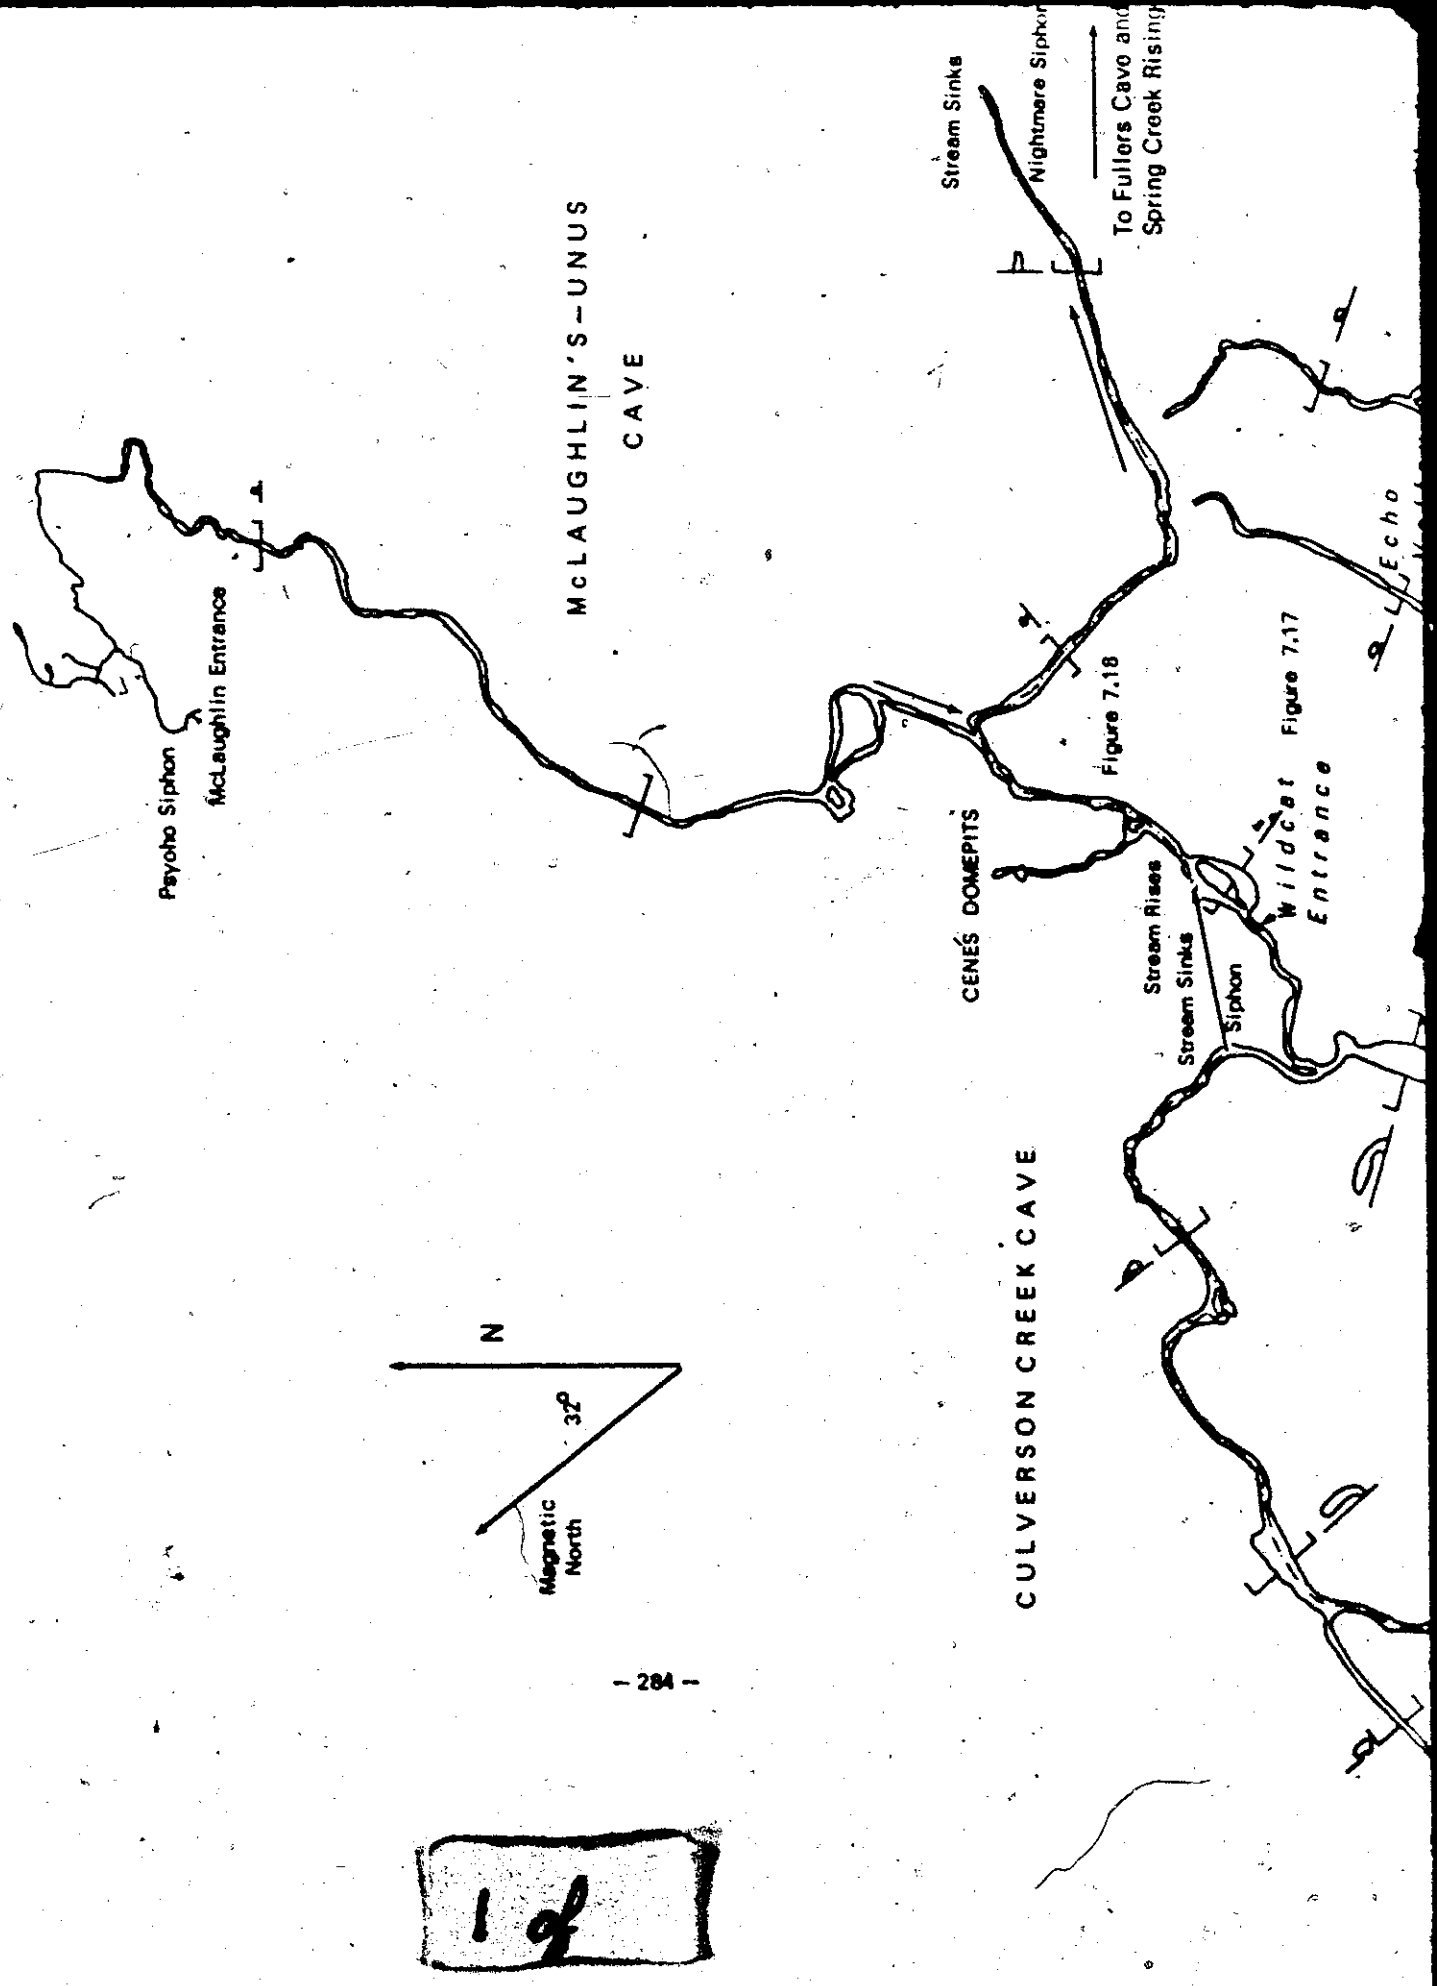 Stream Sinks
Nightmare Siphon
To Fullers Cave and
Spring Creek Rising
McLAUGHLIN'S–UNUS
CAVE
Psycho Siphon
McLaughlin Entrance
CENE'S DOMEPITS
Figure 7.18
Figure 7.17
Echo
Wildcat
Entrance
Stream Rises
Stream Sinks
Siphon
CULVERSON CREEK CAVE
N
32°
Magnetic
North
– 284 –
1 of